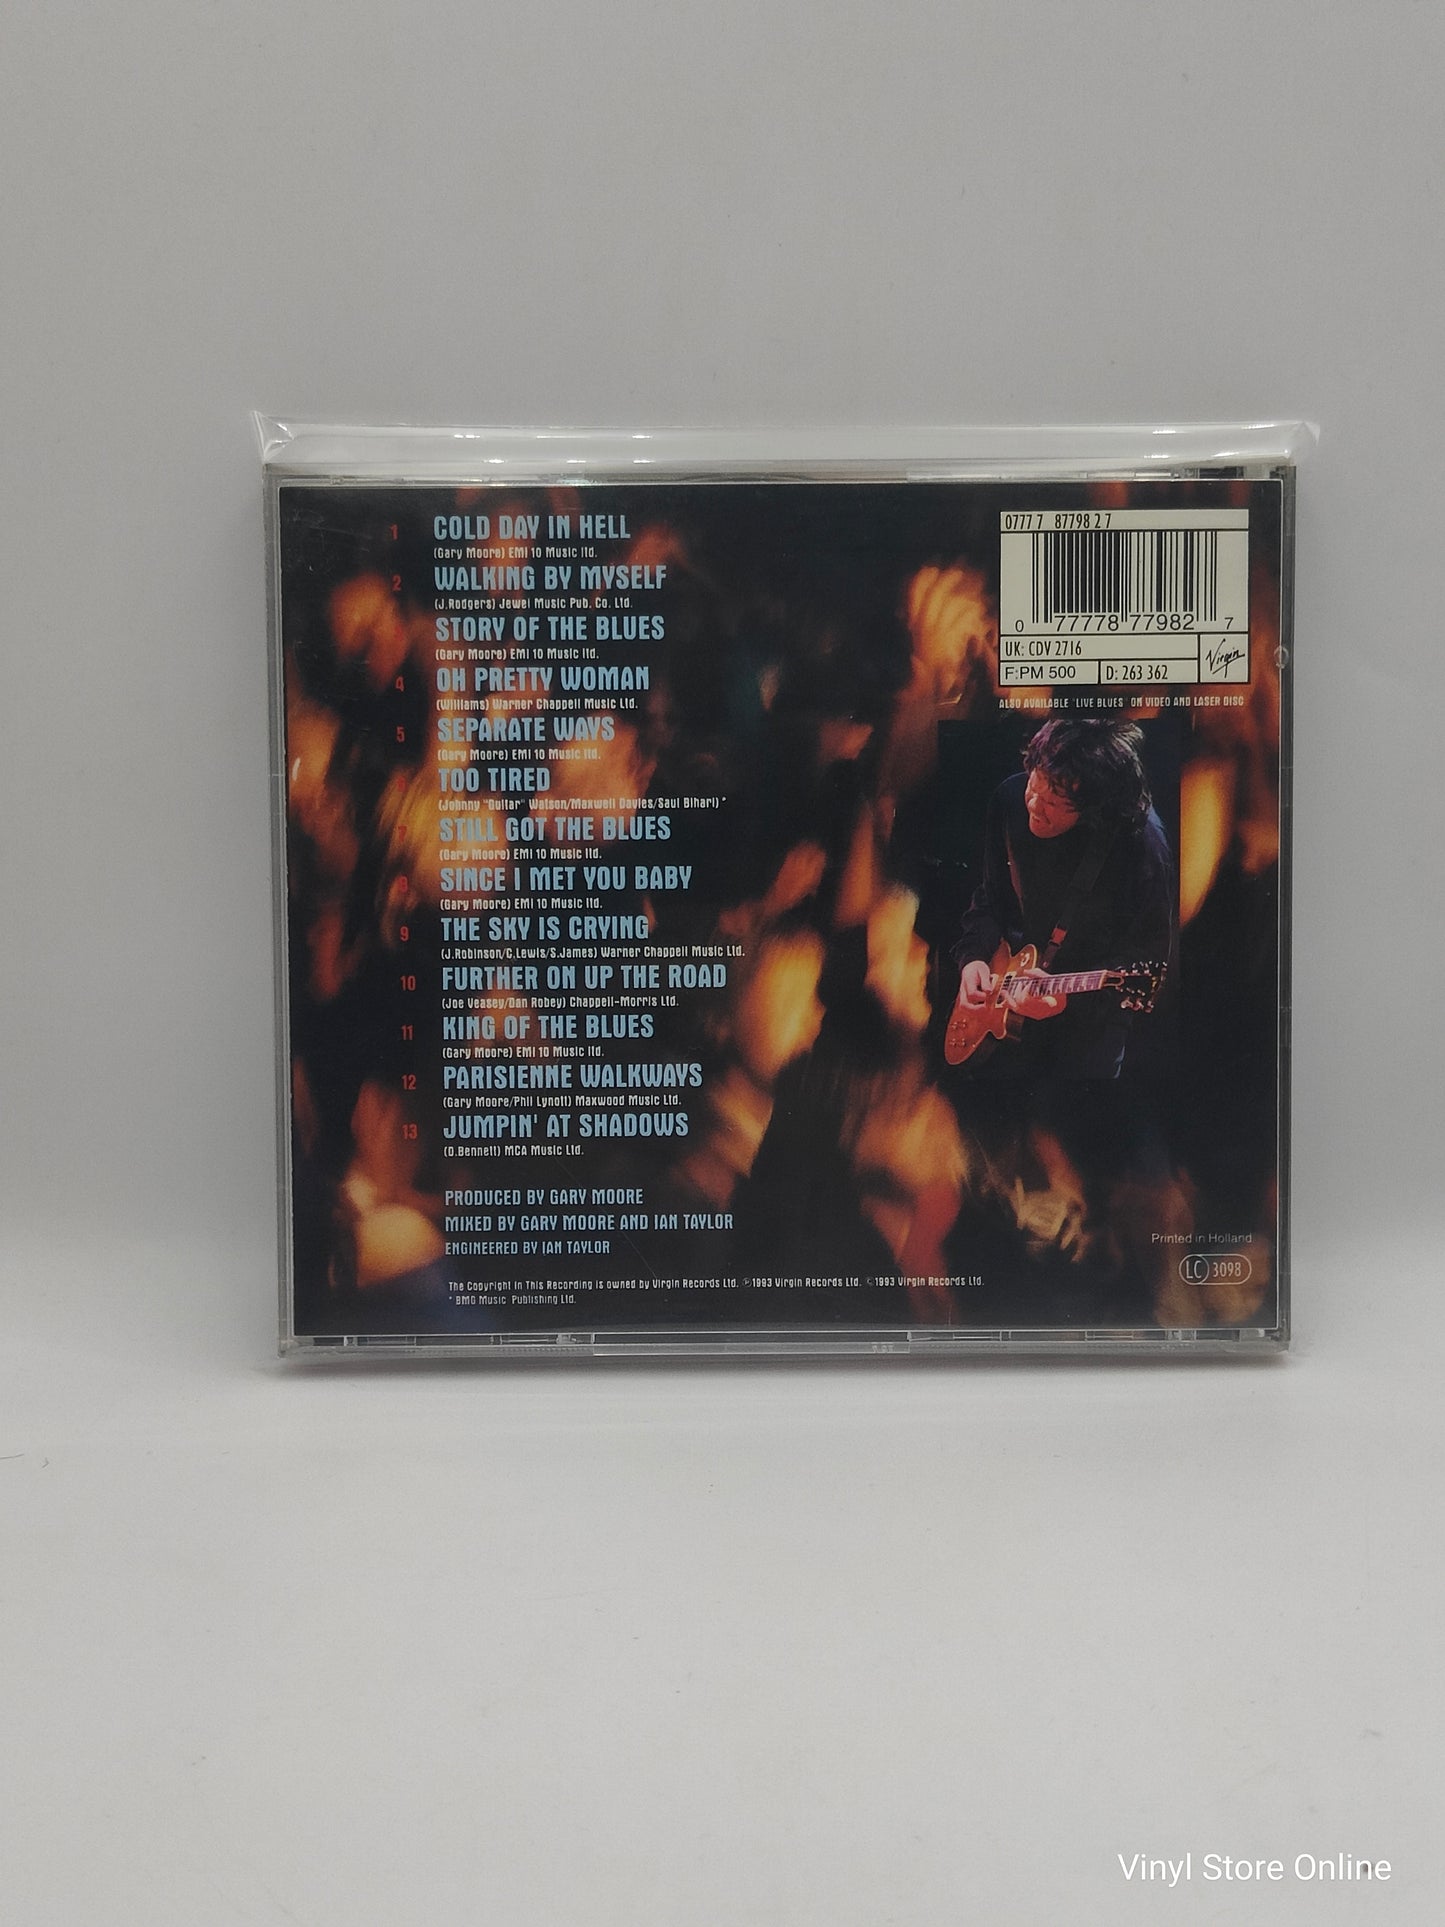 1 COLD DAY IN HELL
(Gary Moore) EMI 10 Music ltd.
2 WALKING BY MYSELF
(J.Rodgers) Jewel Music Pub. Co. Ltd.
STORY OF THE BLUES
(Gary Moore) EMI 10 Music ltd.
4 OH PRETTY WOMAN
(Williams) Warner Chappell Music Ltd.
5 SEPARATE WAYS
(Gary Moore) EMI 10 Music ltd.
TOO TIRED
(Johnny "Guitar" Watson/Maxwell Davies/Saul Bihari) *
7 STILL GOT THE BLUES
(Gary Moore) EMI 10 Music ltd.
8 SINCE I MET YOU BABY
(Gary Moore) EMI 10 Music ltd.
9 THE SKY IS CRYING
(J.Robinson/C.Lewis/S.James) Warner Chappell Music Ltd.
10 FURTHER ON UP THE ROAD
(Joe Veasey/Dan Robey) Chappell-Morris Ltd.
11 KING OF THE BLUES
(Gary Moore) EMI 10 Music ltd.
12 PARISIENNE WALKWAYS
(Gary Moore/Phil Lynott) Maxwood Music Ltd.
13 JUMPIN' AT SHADOWS
(D.Bennett) MCA Music Ltd.
PRODUCED BY GARY MOORE
MIXED BY GARY MOORE AND IAN TAYLOR
ENGINEERED BY IAN TAYLOR
The Copyright in This Recording is owned by Virgin Records Ltd. ℗1993 Virgin Records Ltd. ©1993 Virgin Records Ltd.
* BMG Music Publishing Ltd.
0777 7 87798 2 7
0 77778 77982 7
UK: CDV 2716
F:PM 500 D: 263 362
Virgin
ALSO AVAILABLE "LIVE BLUES" ON VIDEO AND LASER DISC
Printed in Holland
LC 3098
Vinyl Store Online